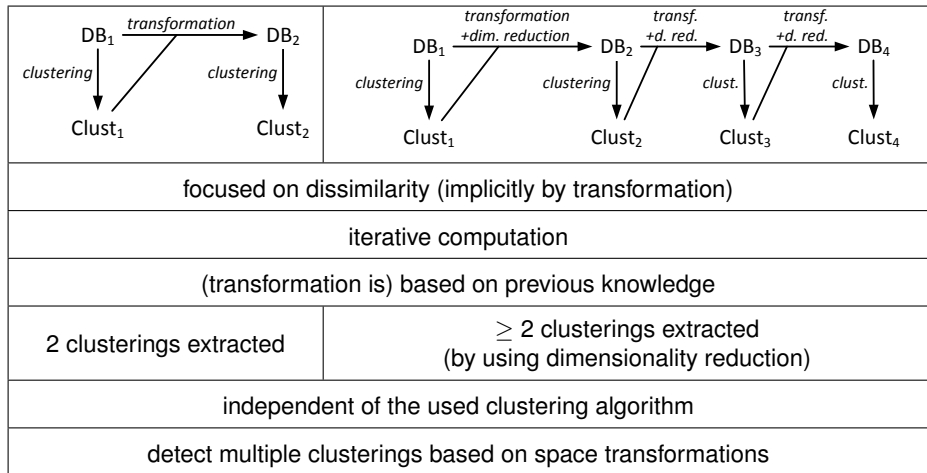 transformation
DB₁ DB₂
clustering clustering
Clust₁ Clust₂
transformation transf. transf.
+dim. reduction +d. red. +d. red.
DB₁ DB₂ DB₃ DB₄
clustering clustering clust. clust.
Clust₁ Clust₂ Clust₃ Clust₄
focused on dissimilarity (implicitly by transformation)
iterative computation
(transformation is) based on previous knowledge
2 clusterings extracted
≥ 2 clusterings extracted
(by using dimensionality reduction)
independent of the used clustering algorithm
detect multiple clusterings based on space transformations